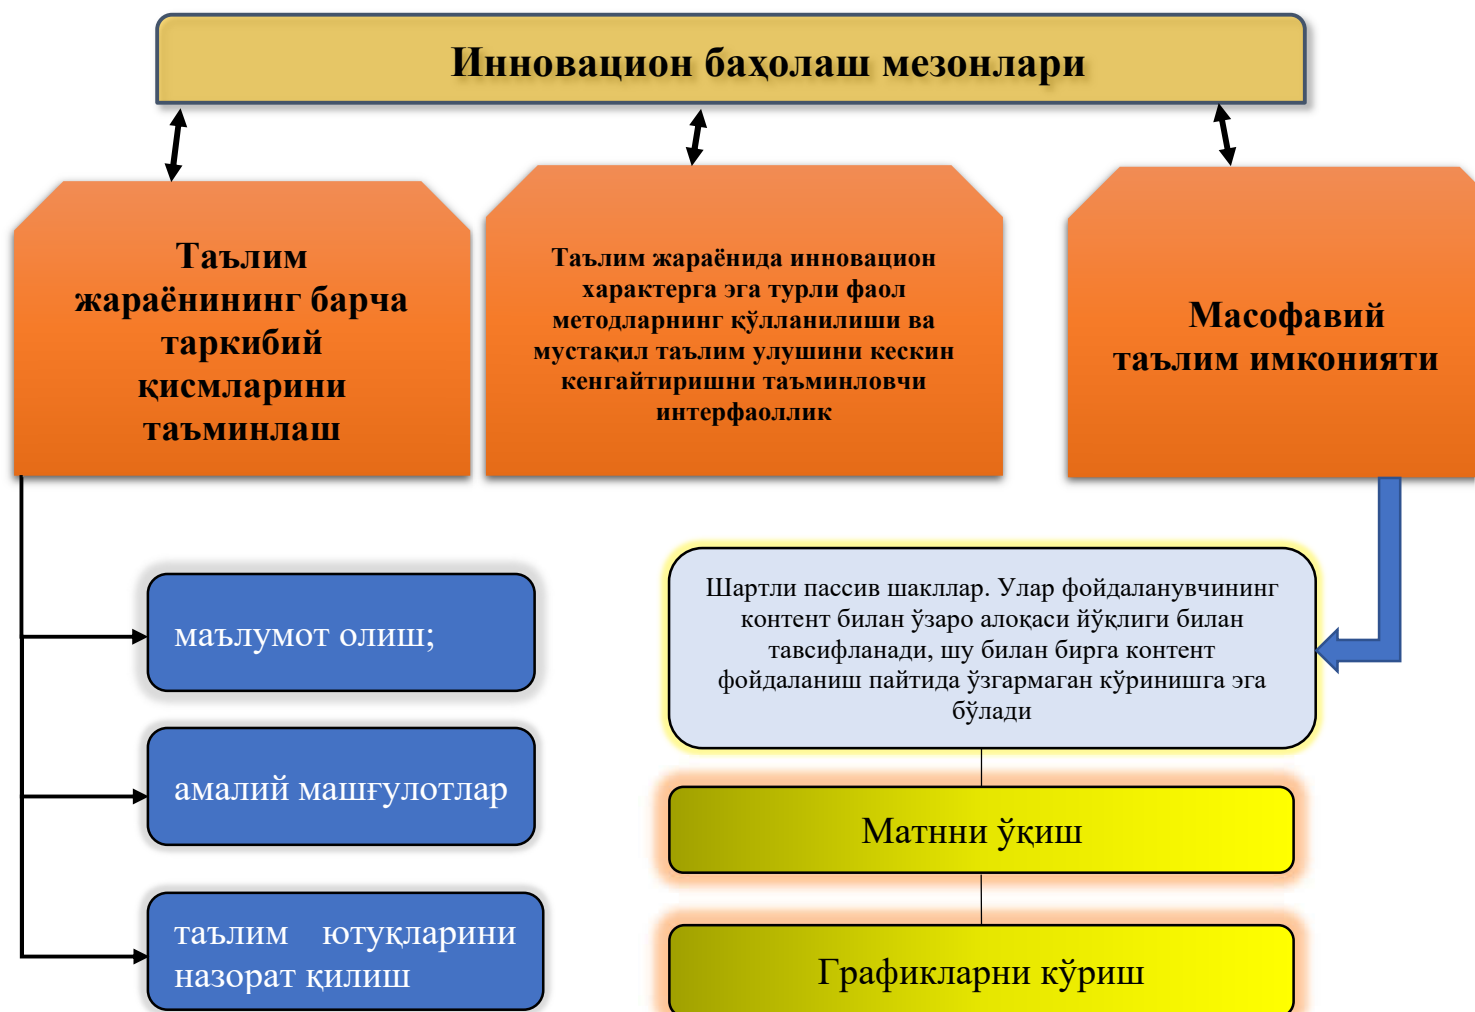 Инновацион баҳолаш мезонлари
Таълим
жараёнининг барча
таркибий
қисмларини
таъминлаш
Таълим жараёнида инновацион
характерга эга турли фаол
методларнинг қўлланилиши ва
мустақил таълим улушини кескин
кенгайтиришни таъминловчи
интерфаоллик
Масофавий
таълим имконияти
маълумот олиш;
амалий машғулотлар
таълим ютуқларини
назорат қилиш
Шартли пассив шакллар. Улар фойдаланувчининг
контент билан ўзаро алоқаси йўқлиги билан
тавсифланади, шу билан бирга контент
фойдаланиш пайтида ўзгармаган кўринишга эга
бўлади
Матнни ўқиш
Графикларни кўриш